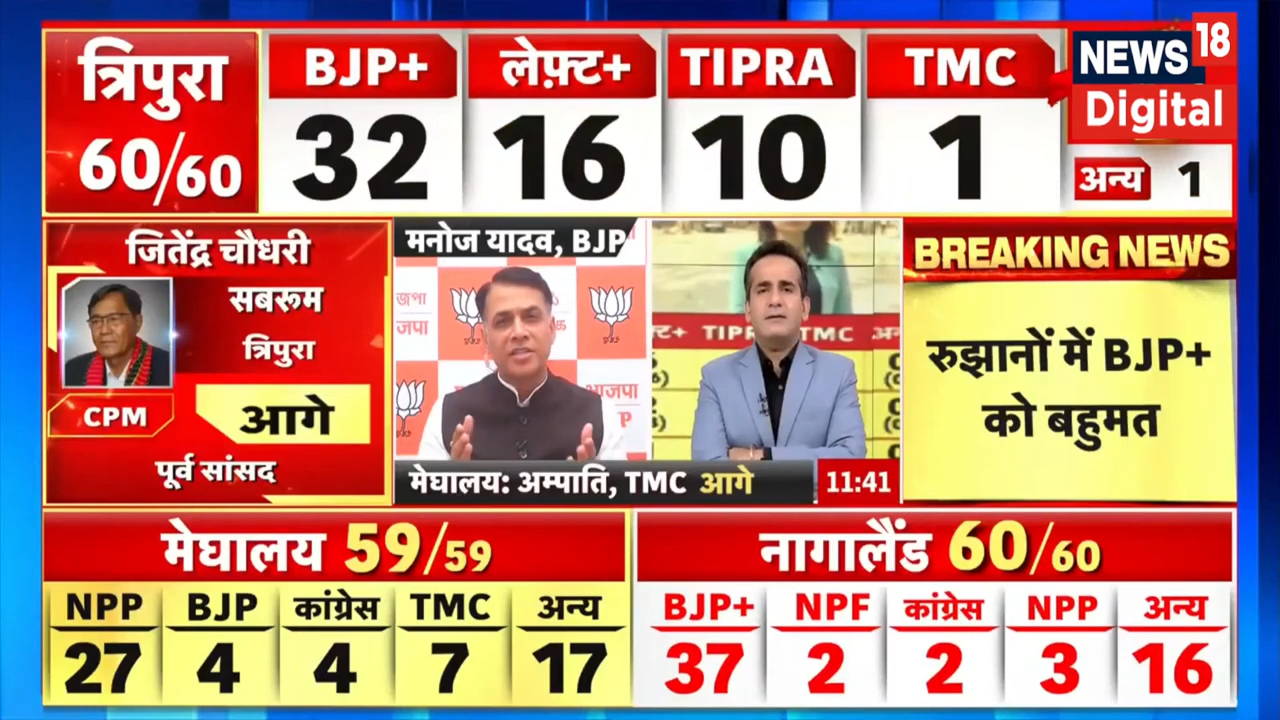 त्रिपुरा
60/60
BJP+
32
लेफ़्ट+
16
TIPRA
10
TMC
1
NEWS 18
Digital
अन्य 1
जितेंद्र चौधरी
सबरूम
त्रिपुरा
CPM
आगे
पूर्व सांसद
मनोज यादव, BJP
भाजपा
TIPRA TMC
मेघालय: अम्पाति, TMC आगे
11:41
BREAKING NEWS
रुझानों में BJP+
को बहुमत
मेघालय 59/59
NPP BJP कांग्रेस TMC अन्य
27 4 4 7 17
नागालैंड 60/60
BJP+ NPF कांग्रेस NPP अन्य
37 2 2 3 16